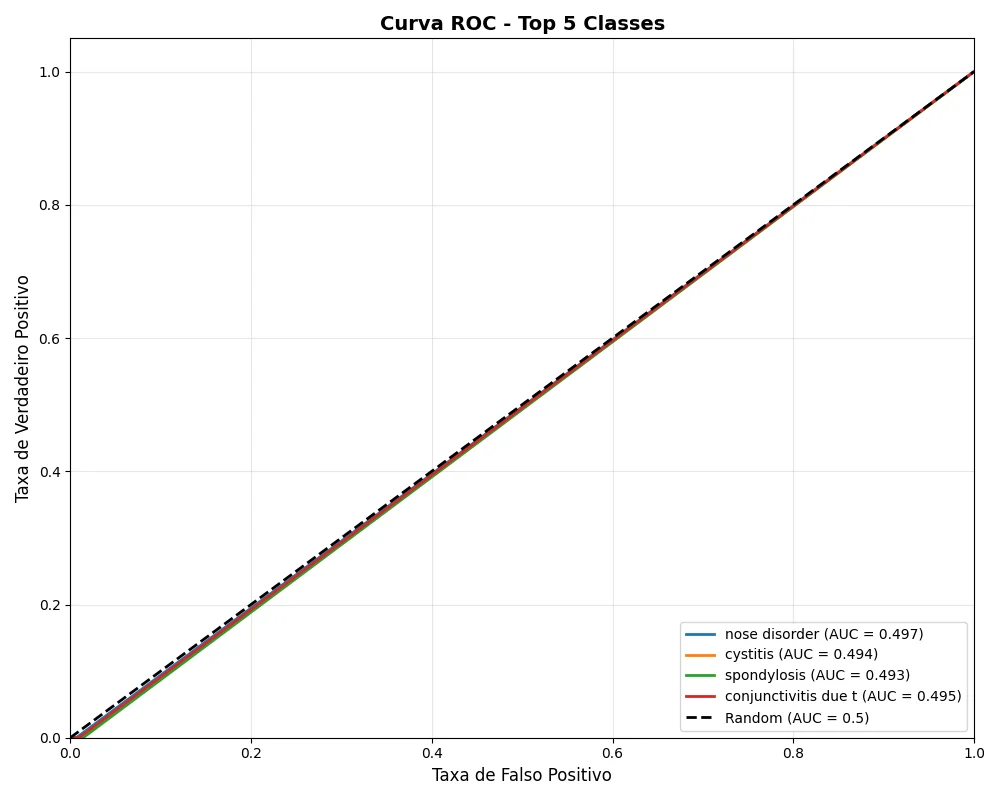 Curva ROC - Top 5 Classes
1.0
0.8
0.6
0.4
0.2
0.0
Taxa de Verdadeiro Positivo
nose disorder (AUC = 0.497)
cystitis (AUC = 0.494)
spondylosis (AUC = 0.493)
conjunctivitis due t (AUC = 0.495)
Random (AUC = 0.5)
0.0 0.2 0.4 0.6 0.8 1.0
Taxa de Falso Positivo